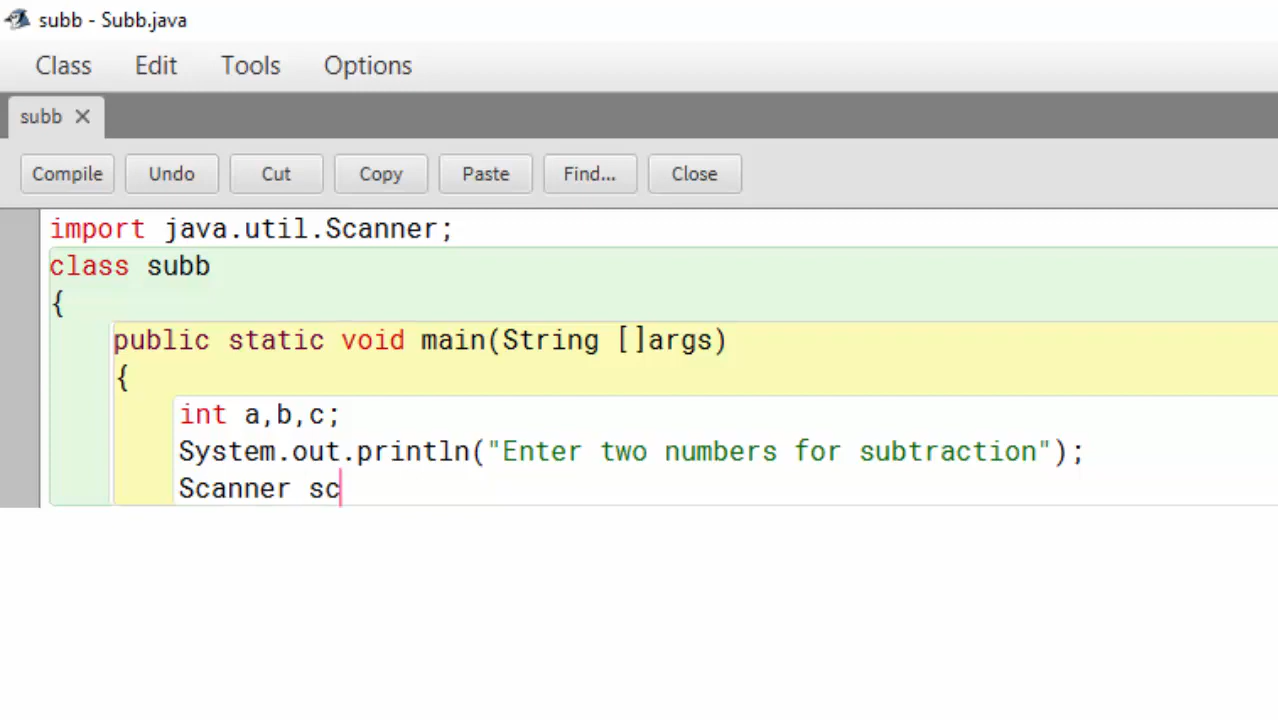 subb - Subb.java
Class Edit Tools Options
subb ×
Compile Undo Cut Copy Paste Find... Close
import java.util.Scanner;
class subb
{
public static void main(String []args)
{
int a,b,c;
System.out.println("Enter two numbers for subtraction");
Scanner sc